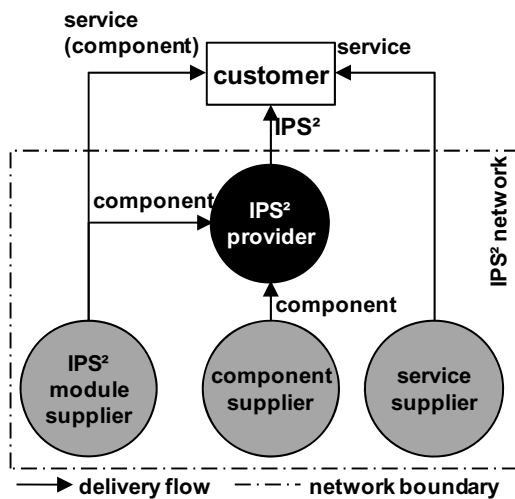 service
(component)
service
customer
IPS²
component
IPS²
provider
IPS² network
component
IPS²
module
supplier
component
supplier
service
supplier
delivery flow
network boundary